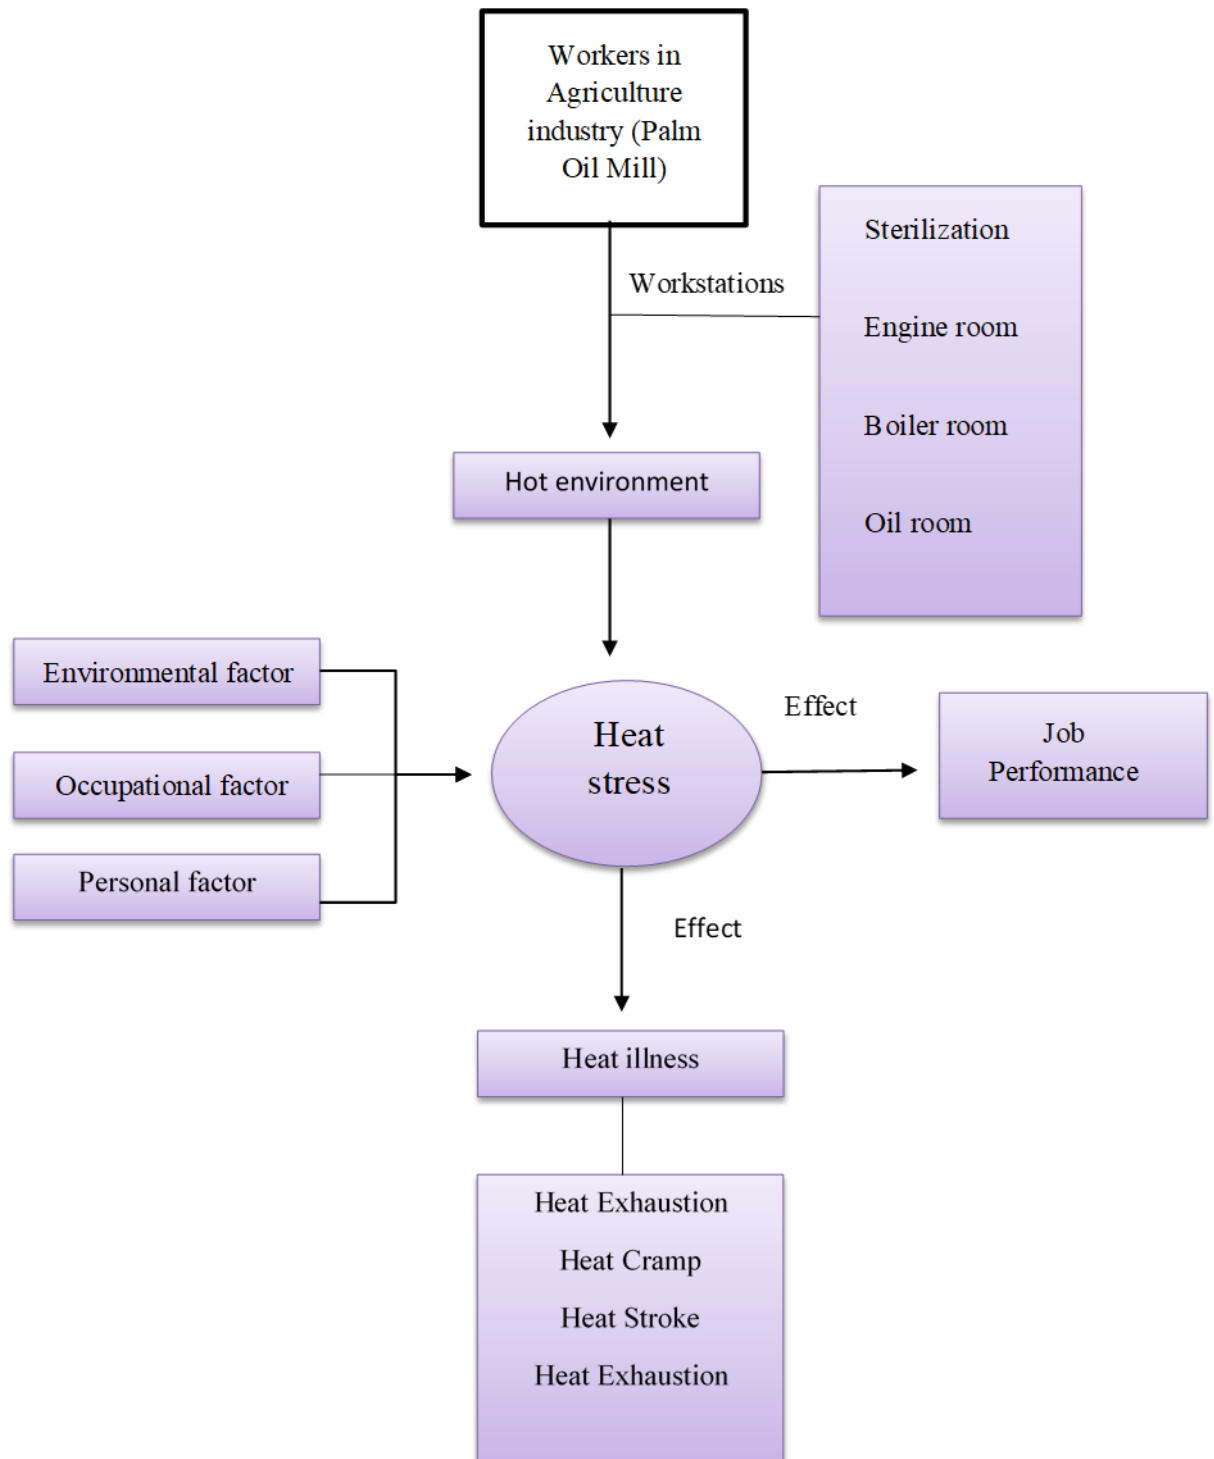 Workers in
Agriculture
industry (Palm
Oil Mill)
Sterilization
Workstations
Engine room
Boiler room
Hot environment
Oil room
Environmental factor
Occupational factor
Personal factor
Heat
stress
Effect
Job
Performance
Effect
Heat illness
Heat Exhaustion
Heat Cramp
Heat Stroke
Heat Exhaustion